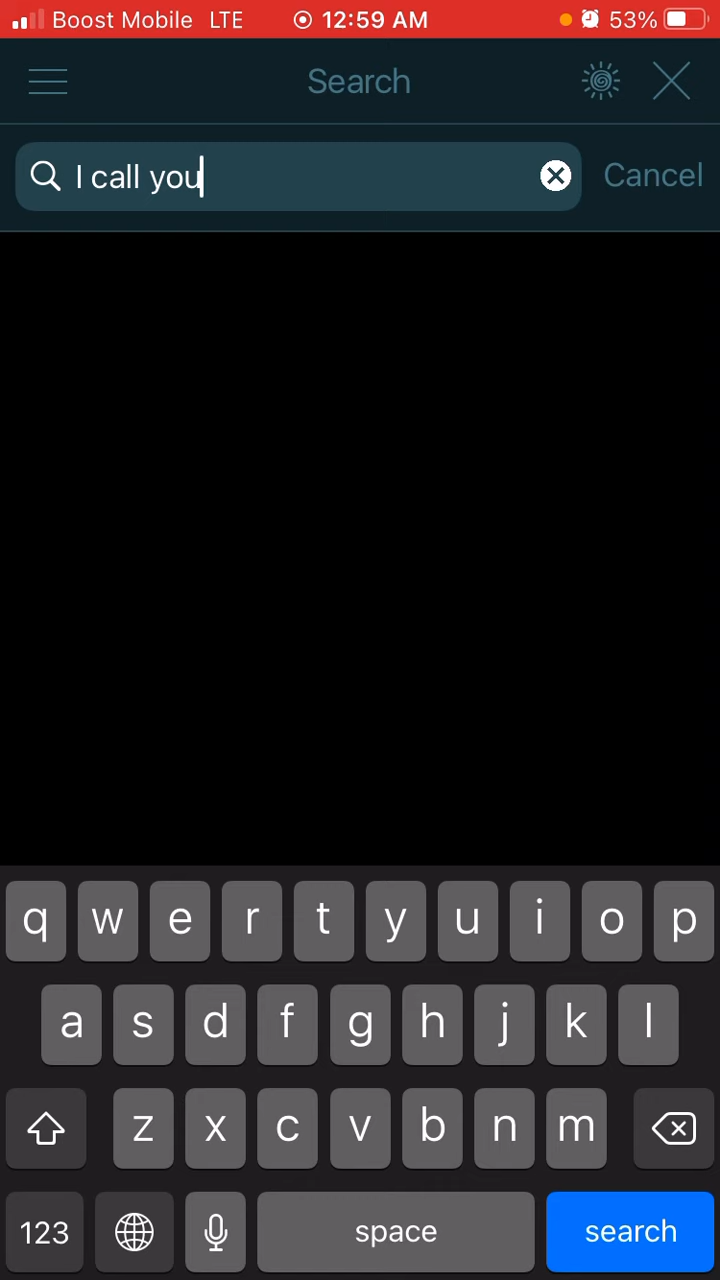 Boost Mobile LTE 12:59 AM 53%
Search
I call you Cancel
q w e r t y u i o p
a s d f g h j k l
z x c v b n m
123 space search